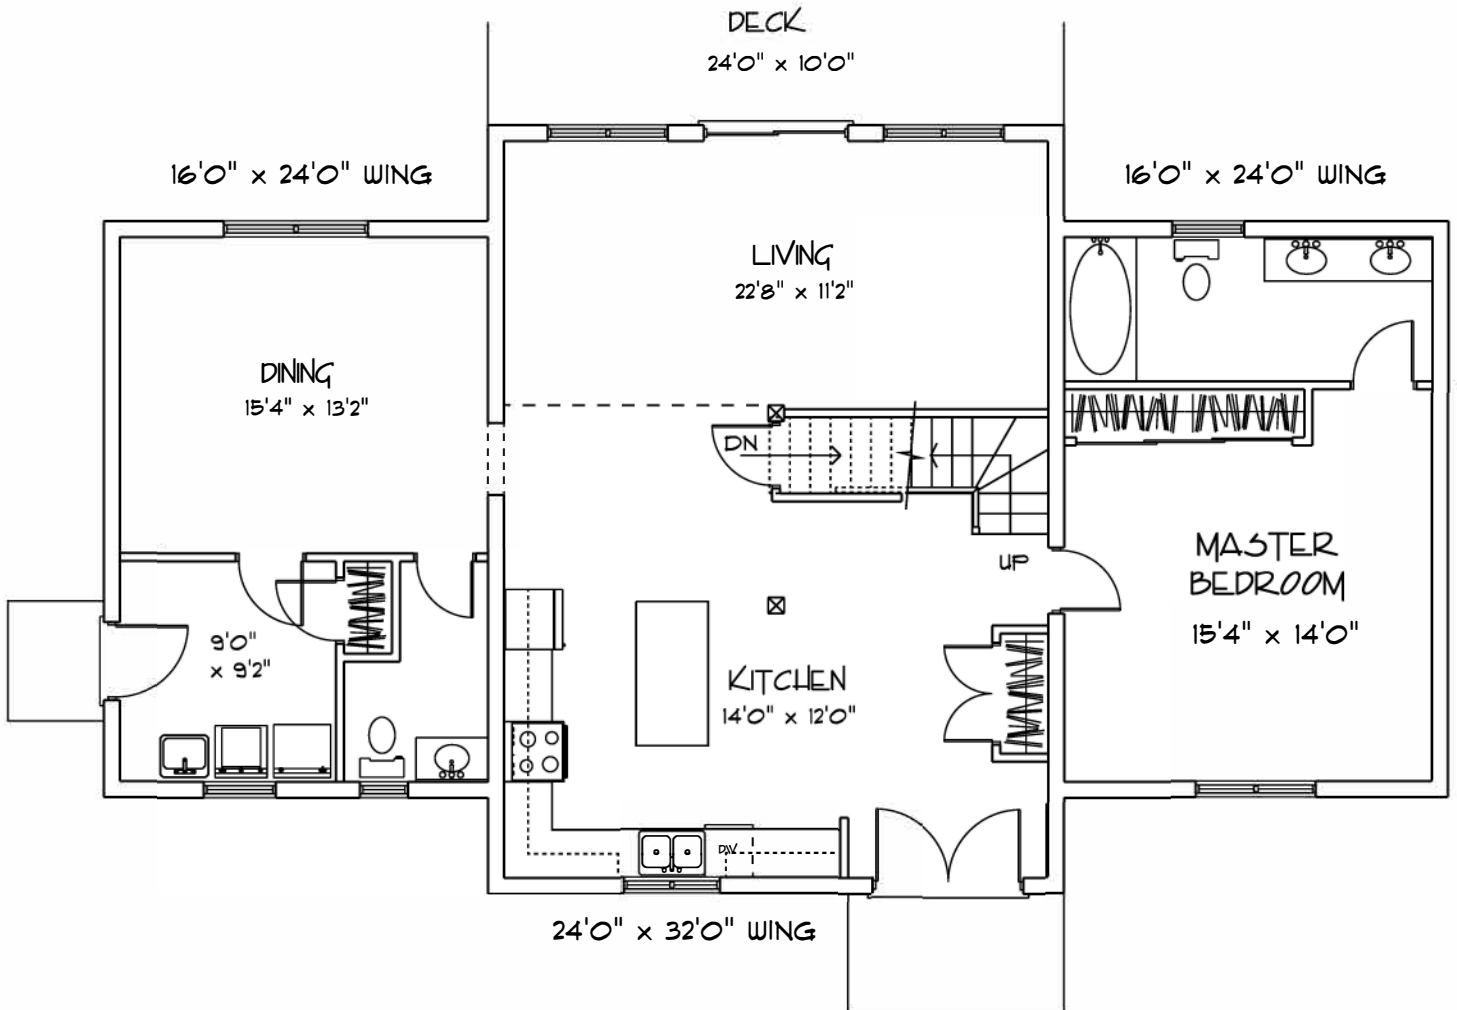 DECK
24'0" x 10'0"
16'0" x 24'0" WING
16'0" x 24'0" WING
LIVING
22'8" x 11'2"
DINING
15'4" x 13'2"
DN
UP
MASTER
BEDROOM
15'4" x 14'0"
9'0"
x 9'2"
KITCHEN
14'0" x 12'0"
DW
24'0" x 32'0" WING